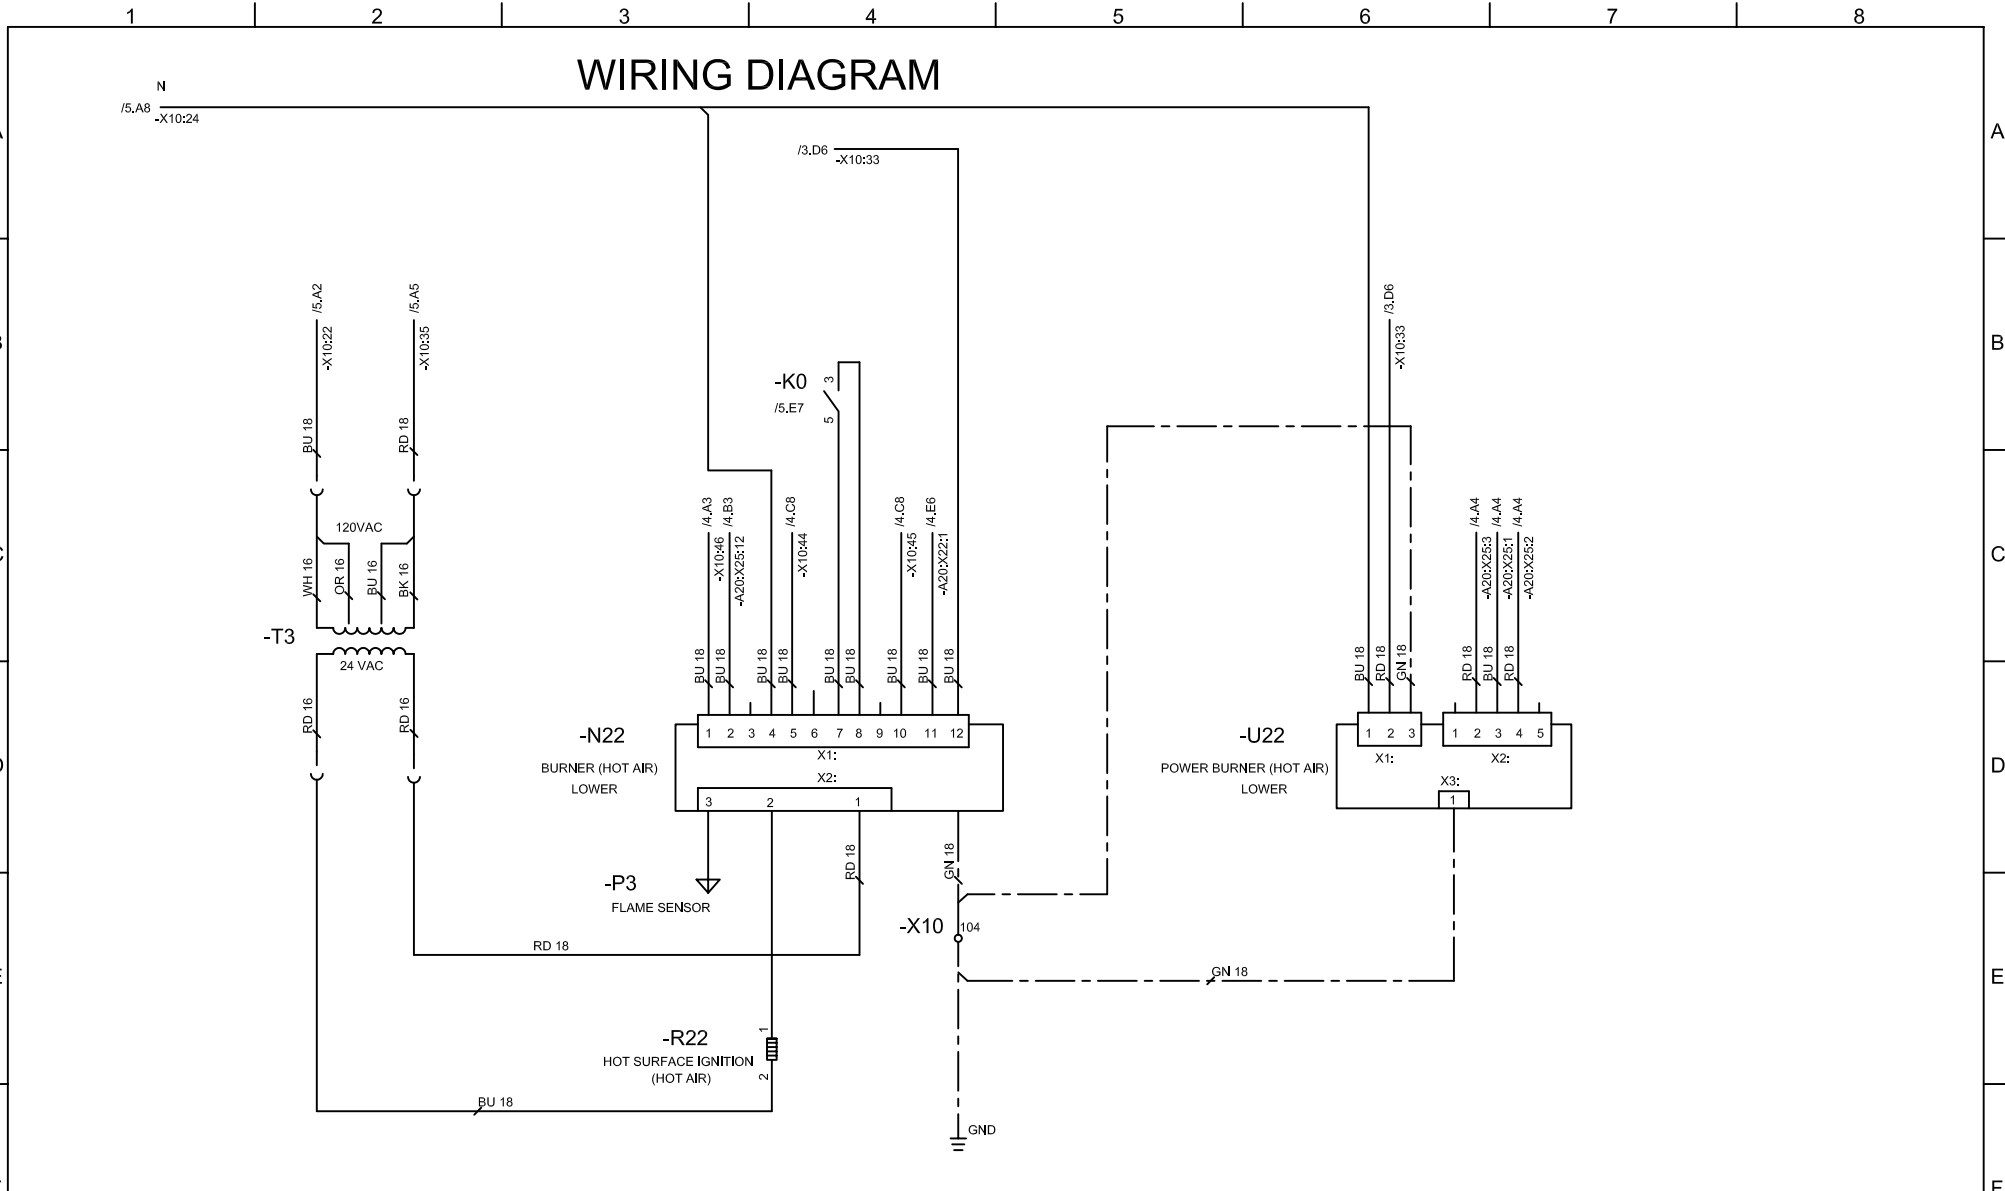 1 2 3 4 5 6 7 8
WIRING DIAGRAM
N
/5.A8
-X10:24
A
/3.D6
-X10:33
/5.A2
-X10:22
/5.A5
-X10:35
/3.D6
-X10:33
B
-K0
/5.E7
3
5
BU 18
RD 18
120VAC
WH 16
OR 16
BU 16
BK 16
-T3
24 VAC
RD 16
RD 16
/4.A3
-X10:46
/4.B3
-A20:X25:12
/4.C8
-X10:44
/4.C8
-X10:45
/4.E6
-A20:X22:1
/4.A4
-A20:X25:3
/4.A4
-A20:X25:1
/4.A4
-A20:X25:2
C
BU 18
BU 18
BU 18
BU 18
BU 18
BU 18
BU 18
BU 18
BU 18
BU 18
RD 18
GN 18
RD 18
BU 18
RD 18
-N22
BURNER (HOT AIR)
LOWER
1 2 3 4 5 6 7 8 9 10 11 12
X1:
X2:
3 2 1
-U22
POWER BURNER (HOT AIR)
LOWER
1 2 3
X1:
1 2 3 4 5
X2:
X3:
1
D
-P3
FLAME SENSOR
RD 18
GN 18
-X10
104
RD 18
GN 18
E
-R22
HOT SURFACE IGNITION
(HOT AIR)
1
2
BU 18
GND